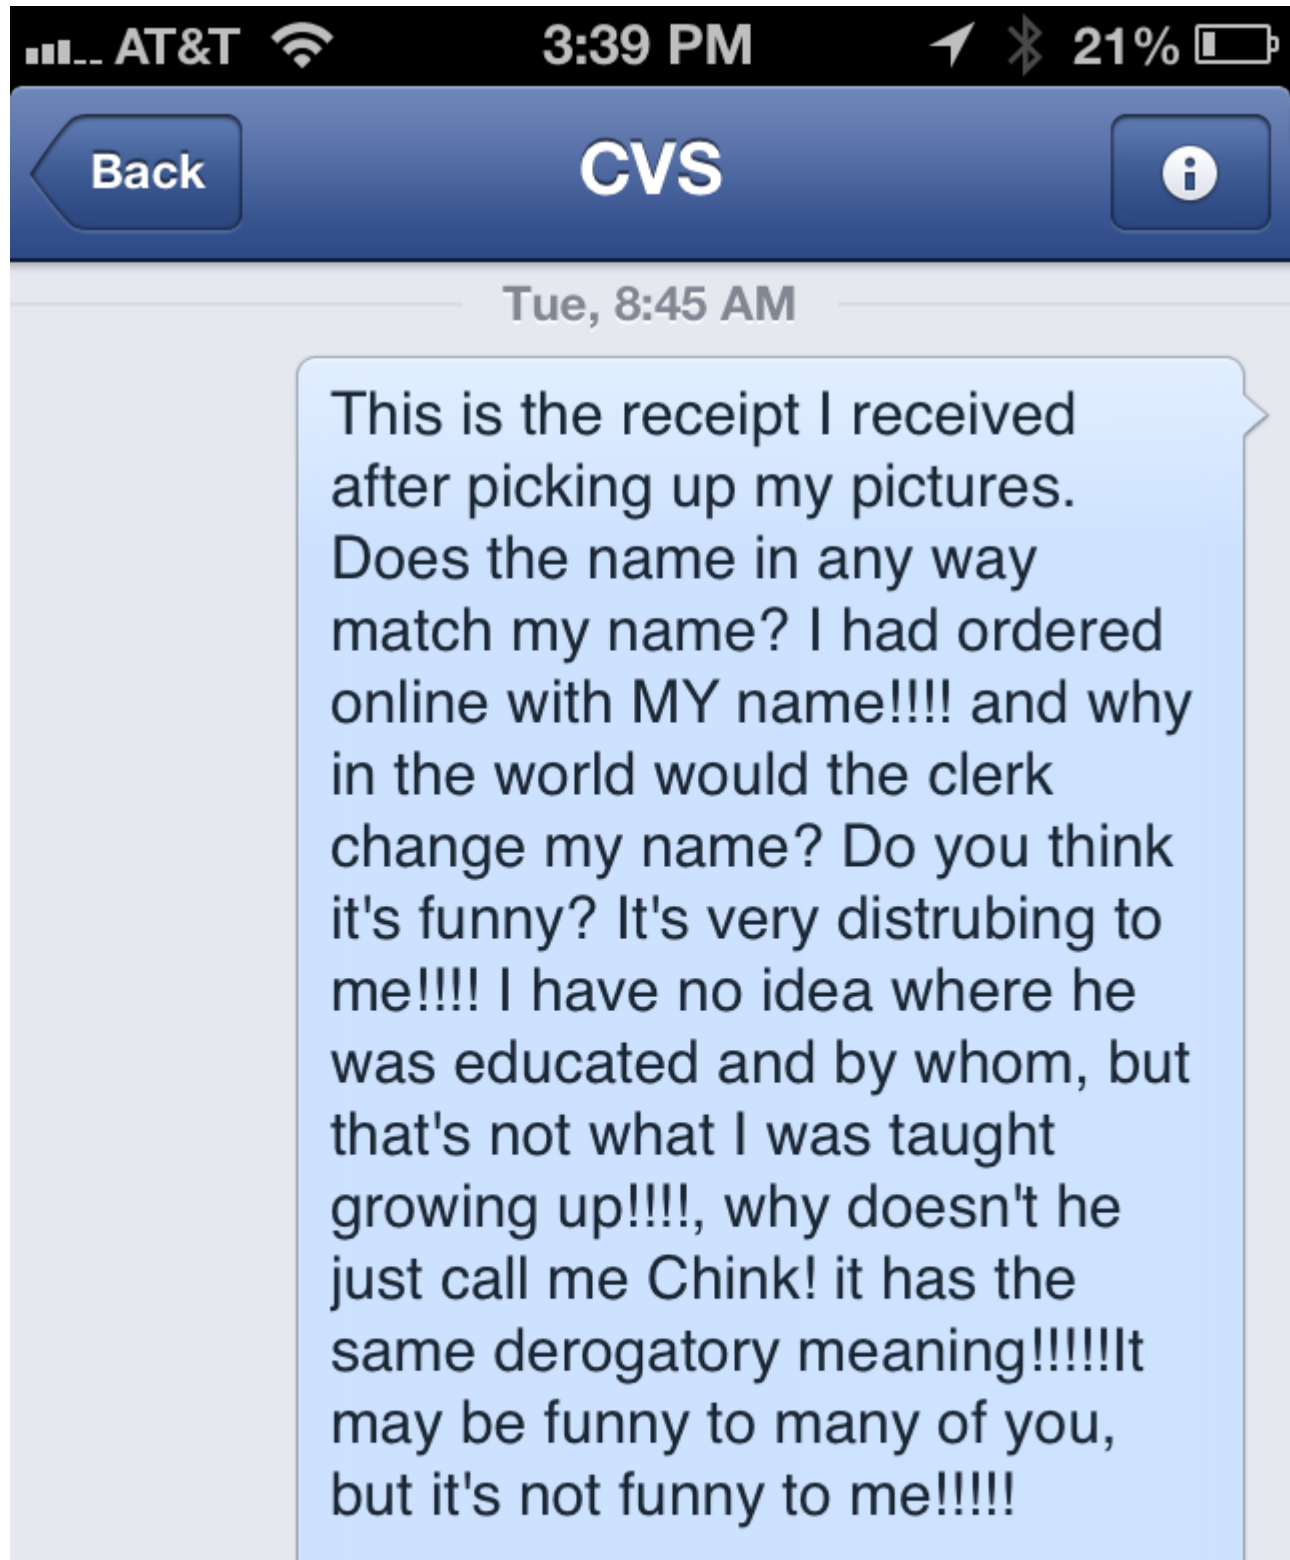 AT&T 3:39 PM 21%
Back CVS
Tue, 8:45 AM
This is the receipt I received
after picking up my pictures.
Does the name in any way
match my name? I had ordered
online with MY name!!!! and why
in the world would the clerk
change my name? Do you think
it's funny? It's very distrubing to
me!!!! I have no idea where he
was educated and by whom, but
that's not what I was taught
growing up!!!!, why doesn't he
just call me Chink! it has the
same derogatory meaning!!!!!It
may be funny to many of you,
but it's not funny to me!!!!!